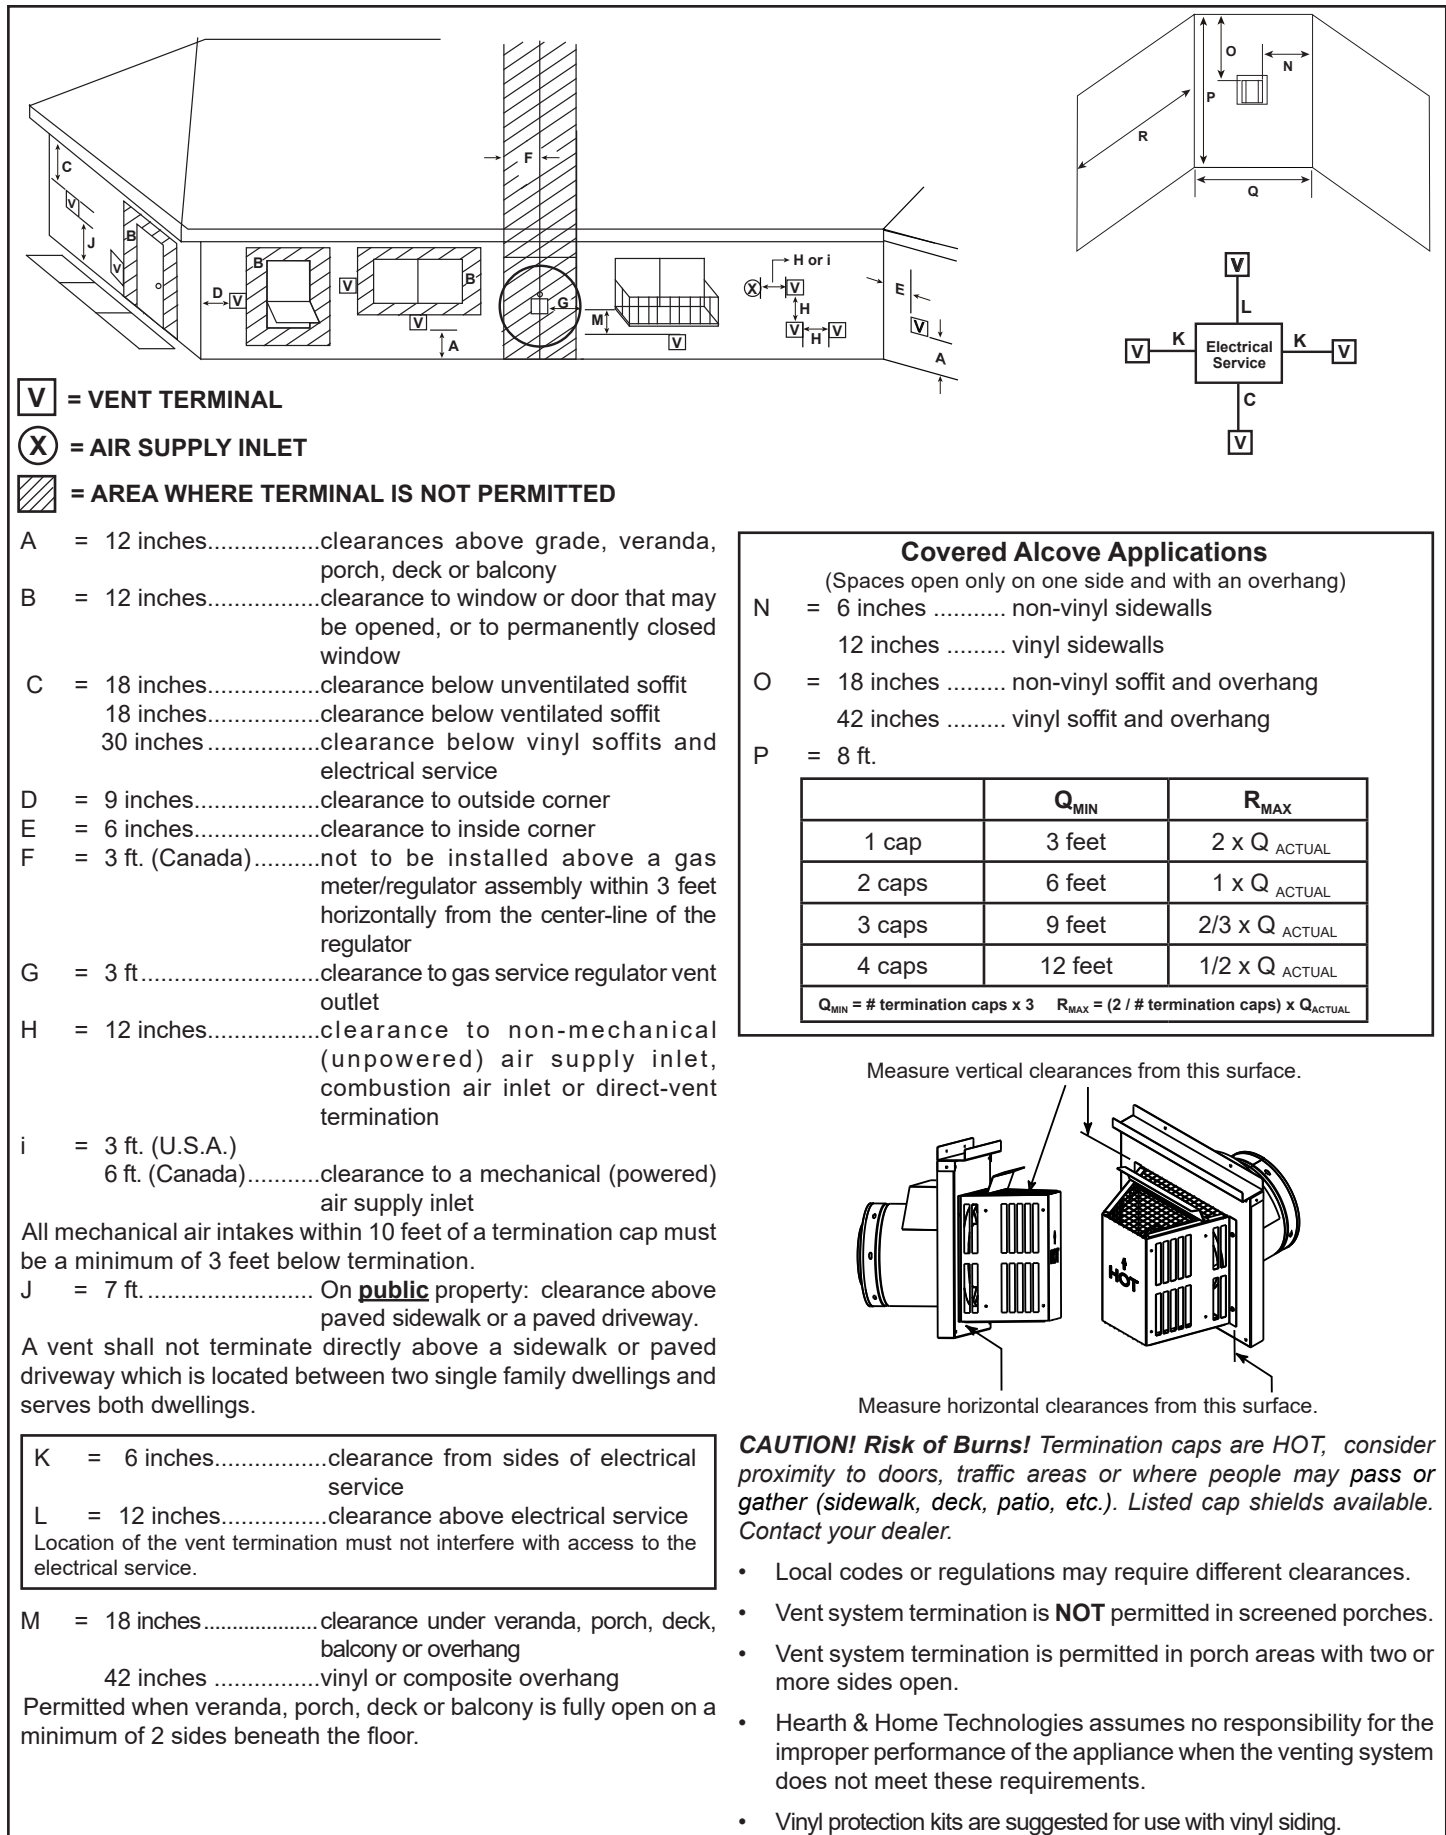 C
V
J
B
V
D
V
B
V
B
V
A
F
G
M
V
X
H or i
V
H
V
H
V
E
V
A
O
N
P
R
Q
V
L
V
K
Electrical
Service
K
V
C
V
V = VENT TERMINAL
X = AIR SUPPLY INLET
= AREA WHERE TERMINAL IS NOT PERMITTED
A = 12 inches.................clearances above grade, veranda,
porch, deck or balcony
B = 12 inches.................clearance to window or door that may
be opened, or to permanently closed
window
C = 18 inches.................clearance below unventilated soffit
18 inches.................clearance below ventilated soffit
30 inches.................clearance below vinyl soffits and
electrical service
D = 9 inches...................clearance to outside corner
E = 6 inches...................clearance to inside corner
F = 3 ft. (Canada)..........not to be installed above a gas
meter/regulator assembly within 3 feet
horizontally from the center-line of the
regulator
G = 3 ft...........................clearance to gas service regulator vent
outlet
H = 12 inches.................clearance to non-mechanical
(unpowered) air supply inlet,
combustion air inlet or direct-vent
termination
i = 3 ft. (U.S.A.)
6 ft. (Canada)...........clearance to a mechanical (powered)
air supply inlet
All mechanical air intakes within 10 feet of a termination cap must
be a minimum of 3 feet below termination.
J = 7 ft. ......................... On public property: clearance above
paved sidewalk or a paved driveway.
A vent shall not terminate directly above a sidewalk or paved
driveway which is located between two single family dwellings and
serves both dwellings.
K = 6 inches.................clearance from sides of electrical
service
L = 12 inches................clearance above electrical service
Location of the vent termination must not interfere with access to the
electrical service.
M = 18 inches....................clearance under veranda, porch, deck,
balcony or overhang
42 inches ................vinyl or composite overhang
Permitted when veranda, porch, deck or balcony is fully open on a
minimum of 2 sides beneath the floor.
Covered Alcove Applications
(Spaces open only on one side and with an overhang)
N = 6 inches ........... non-vinyl sidewalls
12 inches ......... vinyl sidewalls
O = 18 inches ......... non-vinyl soffit and overhang
42 inches ......... vinyl soffit and overhang
P = 8 ft.
QMIN RMAX
1 cap 3 feet 2 x Q ACTUAL
2 caps 6 feet 1 x Q ACTUAL
3 caps 9 feet 2/3 x Q ACTUAL
4 caps 12 feet 1/2 x Q ACTUAL
QMIN = # termination caps x 3 RMAX = (2 / # termination caps) x QACTUAL
Measure vertical clearances from this surface.
HOT
Measure horizontal clearances from this surface.
CAUTION! Risk of Burns! Termination caps are HOT, consider
proximity to doors, traffic areas or where people may pass or
gather (sidewalk, deck, patio, etc.). Listed cap shields available.
Contact your dealer.
• Local codes or regulations may require different clearances.
• Vent system termination is NOT permitted in screened porches.
• Vent system termination is permitted in porch areas with two or
more sides open.
• Hearth & Home Technologies assumes no responsibility for the
improper performance of the appliance when the venting system
does not meet these requirements.
• Vinyl protection kits are suggested for use with vinyl siding.